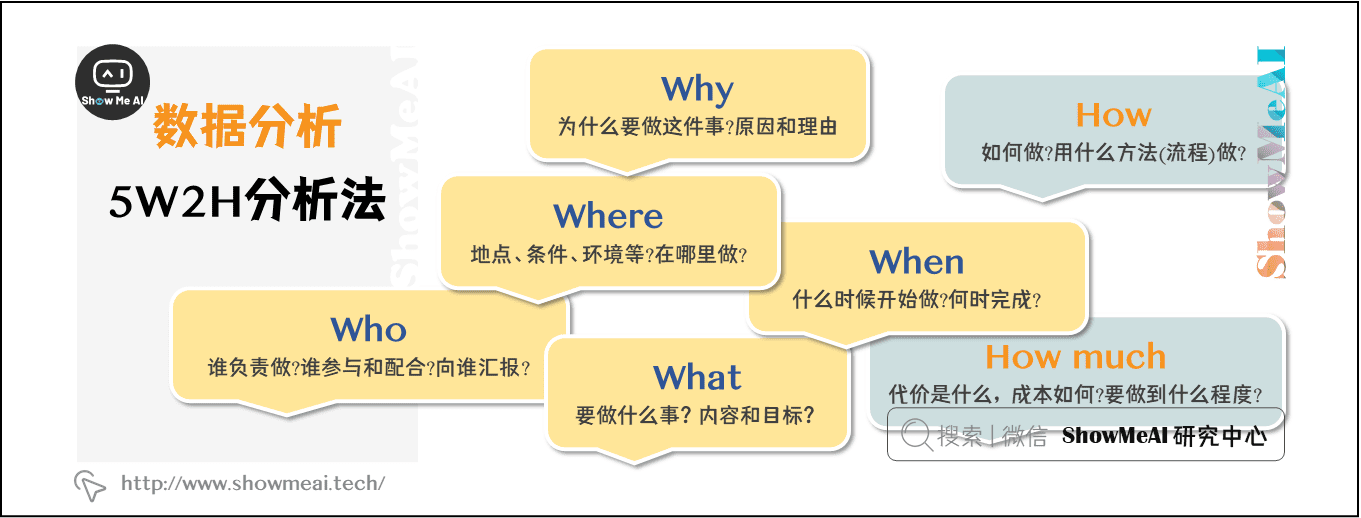 Show Me AI
数据分析
5W2H分析法
ShowMeAI
Why
为什么要做这件事?原因和理由
How
如何做?用什么方法(流程)做?
ShowMeAI
Where
地点、条件、环境等?在哪里做?
When
什么时候开始做?何时完成?
Who
谁负责做?谁参与和配合?向谁汇报?
What
要做什么事? 内容和目标?
How much
代价是什么，成本如何?要做到什么程度?
搜索 | 微信 ShowMeAI 研究中心
http://www.showmeai.tech/